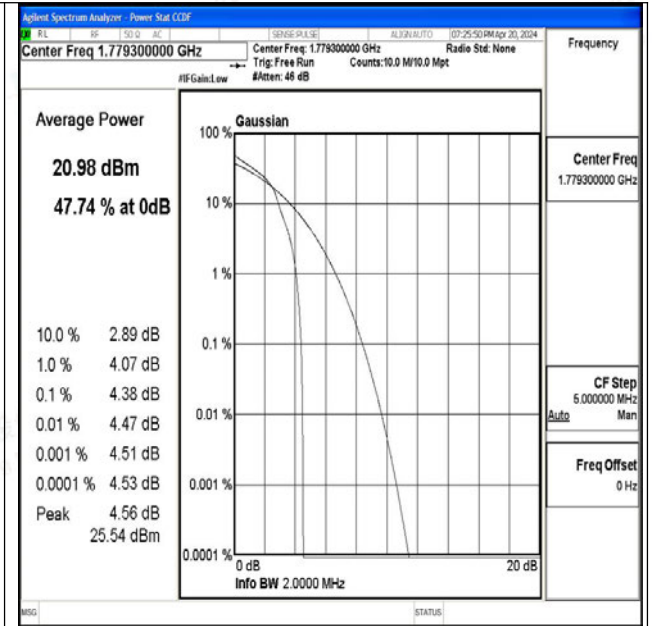 Agilent Spectrum Analyzer - Power Stat CCDF
RL RF 50 Ω AC SENSE:PULSE ALIGN AUTO 07:25:50 PM Apr 20, 2024
Center Freq 1.779300000 GHz
Center Freq: 1.779300000 GHz Radio Std: None
Trig: Free Run Counts:10.0 M/10.0 Mpt
#IFGain:Low #Atten: 46 dB
Frequency
Average Power
20.98 dBm
47.74 % at 0dB
10.0 % 2.89 dB
1.0 % 4.07 dB
0.1 % 4.38 dB
0.01 % 4.47 dB
0.001 % 4.51 dB
0.0001 % 4.53 dB
Peak 4.56 dB
25.54 dBm
Gaussian
100 %
10 %
1 %
0.1 %
0.01 %
0.001 %
0.0001 %
0 dB 20 dB
Info BW 2.0000 MHz
Center Freq
1.779300000 GHz
CF Step
5.000000 MHz
Auto Man
Freq Offset
0 Hz
MSG STATUS